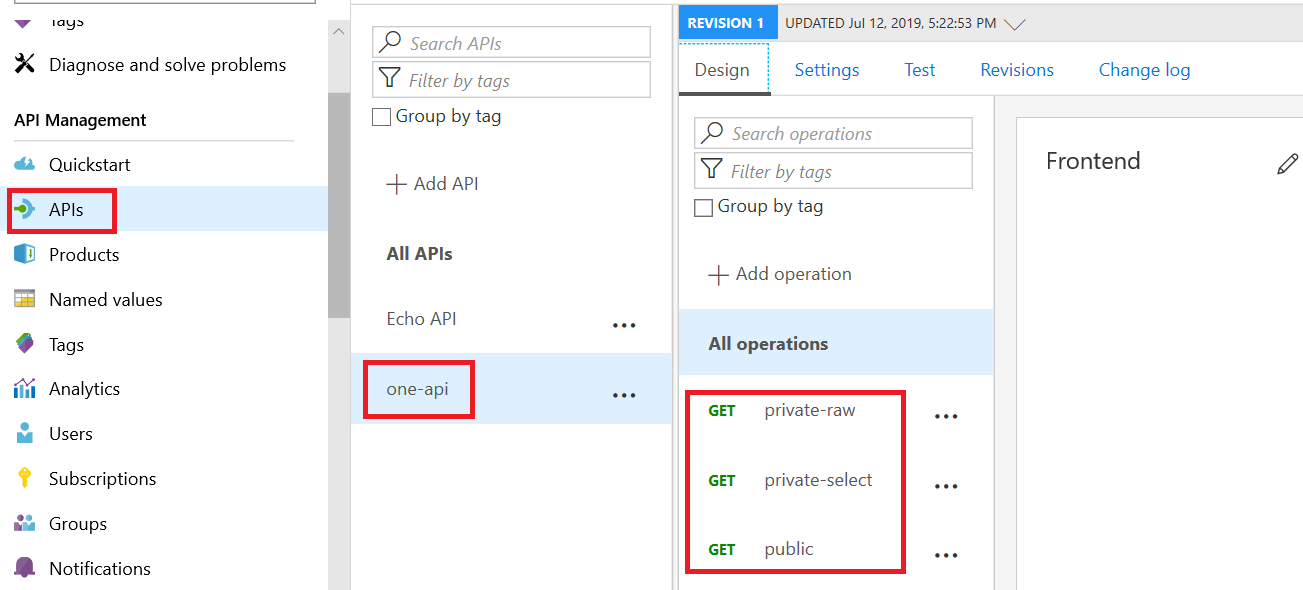 Tags
Diagnose and solve problems
API Management
Quickstart
APIs
Products
Named values
Tags
Analytics
Users
Subscriptions
Groups
Notifications
Search APIs
Filter by tags
Group by tag
Add API
All APIs
Echo API
one-api
REVISION 1
UPDATED Jul 12, 2019, 5:22:53 PM
Design
Settings
Test
Revisions
Change log
Search operations
Filter by tags
Group by tag
Add operation
All operations
GET private-raw
GET private-select
GET public
Frontend